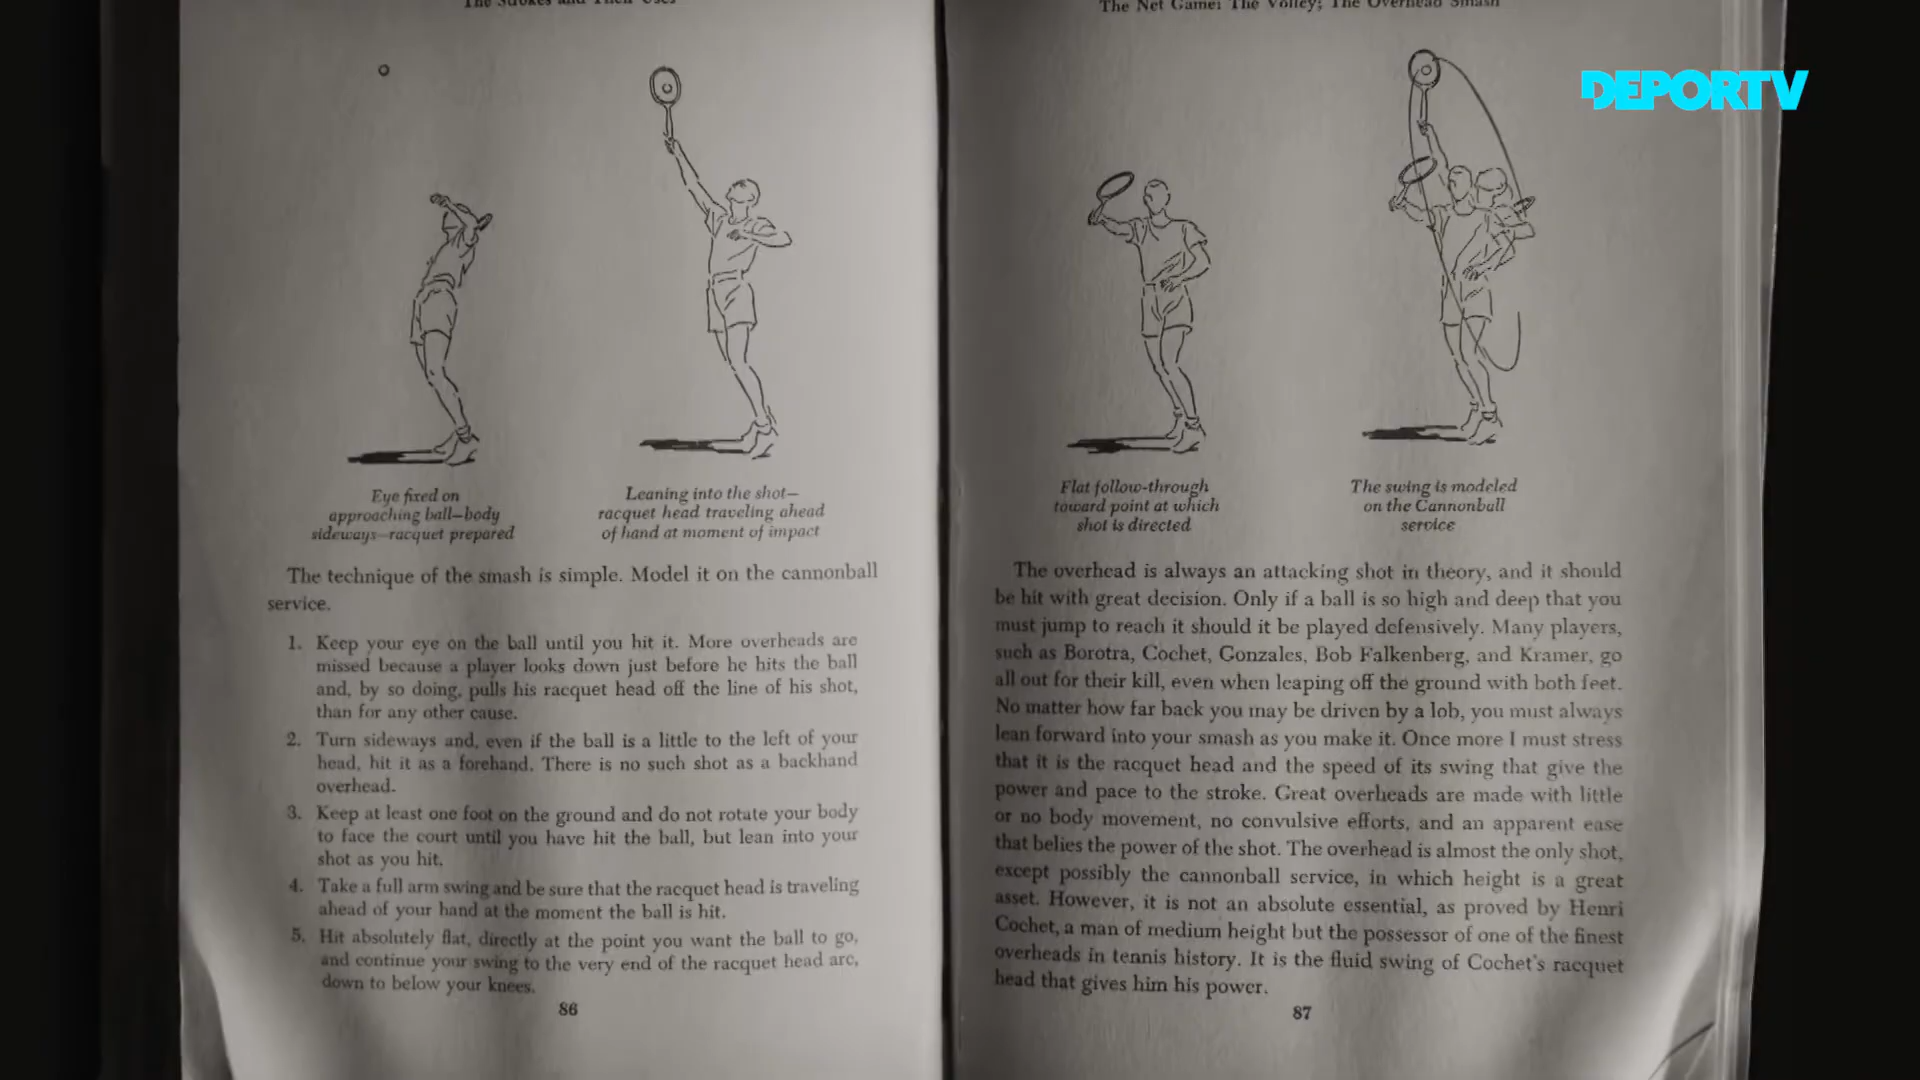 The Strokes and Their Uses
Eye fixed on
approaching ball—body
sideways—racquet prepared
Leaning into the shot—
racquet head traveling ahead
of hand at moment of impact
The technique of the smash is simple. Model it on the cannonball
service.
1. Keep your eye on the ball until you hit it. More overheads are
missed because a player looks down just before he hits the ball
and, by so doing, pulls his racquet head off the line of his shot,
than for any other cause.
2. Turn sideways and, even if the ball is a little to the left of your
head, hit it as a forehand. There is no such shot as a backhand
overhead.
3. Keep at least one foot on the ground and do not rotate your body
to face the court until you have hit the ball, but lean into your
shot as you hit.
4. Take a full arm swing and be sure that the racquet head is traveling
ahead of your hand at the moment the ball is hit.
5. Hit absolutely flat, directly at the point you want the ball to go,
and continue your swing to the very end of the racquet head arc,
down to below your knees.
86
The Net Game: The Volley; The Overhead Smash
DEPORTV
Flat follow-through
toward point at which
shot is directed
The swing is modeled
on the Cannonball
service
The overhead is always an attacking shot in theory, and it should
be hit with great decision. Only if a ball is so high and deep that you
must jump to reach it should it be played defensively. Many players,
such as Borotra, Cochet, Gonzales, Bob Falkenberg, and Kramer, go
all out for their kill, even when leaping off the ground with both feet.
No matter how far back you may be driven by a lob, you must always
lean forward into your smash as you make it. Once more I must stress
that it is the racquet head and the speed of its swing that give the
power and pace to the stroke. Great overheads are made with little
or no body movement, no convulsive efforts, and an apparent ease
that belies the power of the shot. The overhead is almost the only shot,
except possibly the cannonball service, in which height is a great
asset. However, it is not an absolute essential, as proved by Henri
Cochet, a man of medium height but the possessor of one of the finest
overheads in tennis history. It is the fluid swing of Cochet's racquet
head that gives him his power.
87